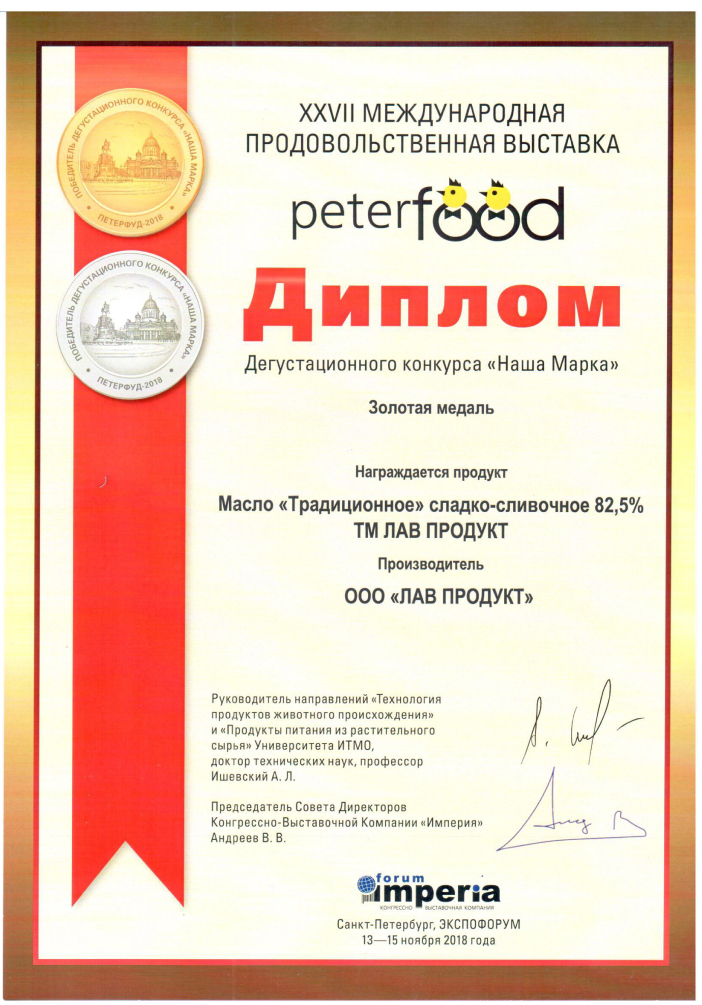 XXVII МЕЖДУНАРОДНАЯ
ПРОДОВОЛЬСТВЕННАЯ ВЫСТАВКА
peterfood
ПОБЕДИТЕЛЬ ДЕГУСТАЦИОННОГО КОНКУРСА «НАША МАРКА»
ПЕТЕРФУД-2018
ПОБЕДИТЕЛЬ ДЕГУСТАЦИОННОГО КОНКУРСА «НАША МАРКА»
ПЕТЕРФУД-2018
Диплом
Дегустационного конкурса «Наша Марка»
Золотая медаль
Награждается продукт
Масло «Традиционное» сладко-сливочное 82,5%
ТМ ЛАВ ПРОДУКТ
Производитель
ООО «ЛАВ ПРОДУКТ»
Руководитель направлений «Технология
продуктов животного происхождения»
и «Продукты питания из растительного
сырья» Университета ИТМО,
доктор технических наук, профессор
Ишевский А. Л.
Председатель Совета Директоров
Конгрессно-Выставочной Компании «Империя»
Андреев В. В.
forum
imperia
КОНГРЕССНО ВЫСТАВОЧНАЯ КОМПАНИЯ
Санкт-Петербург, ЭКСПОФОРУМ
13—15 ноября 2018 года